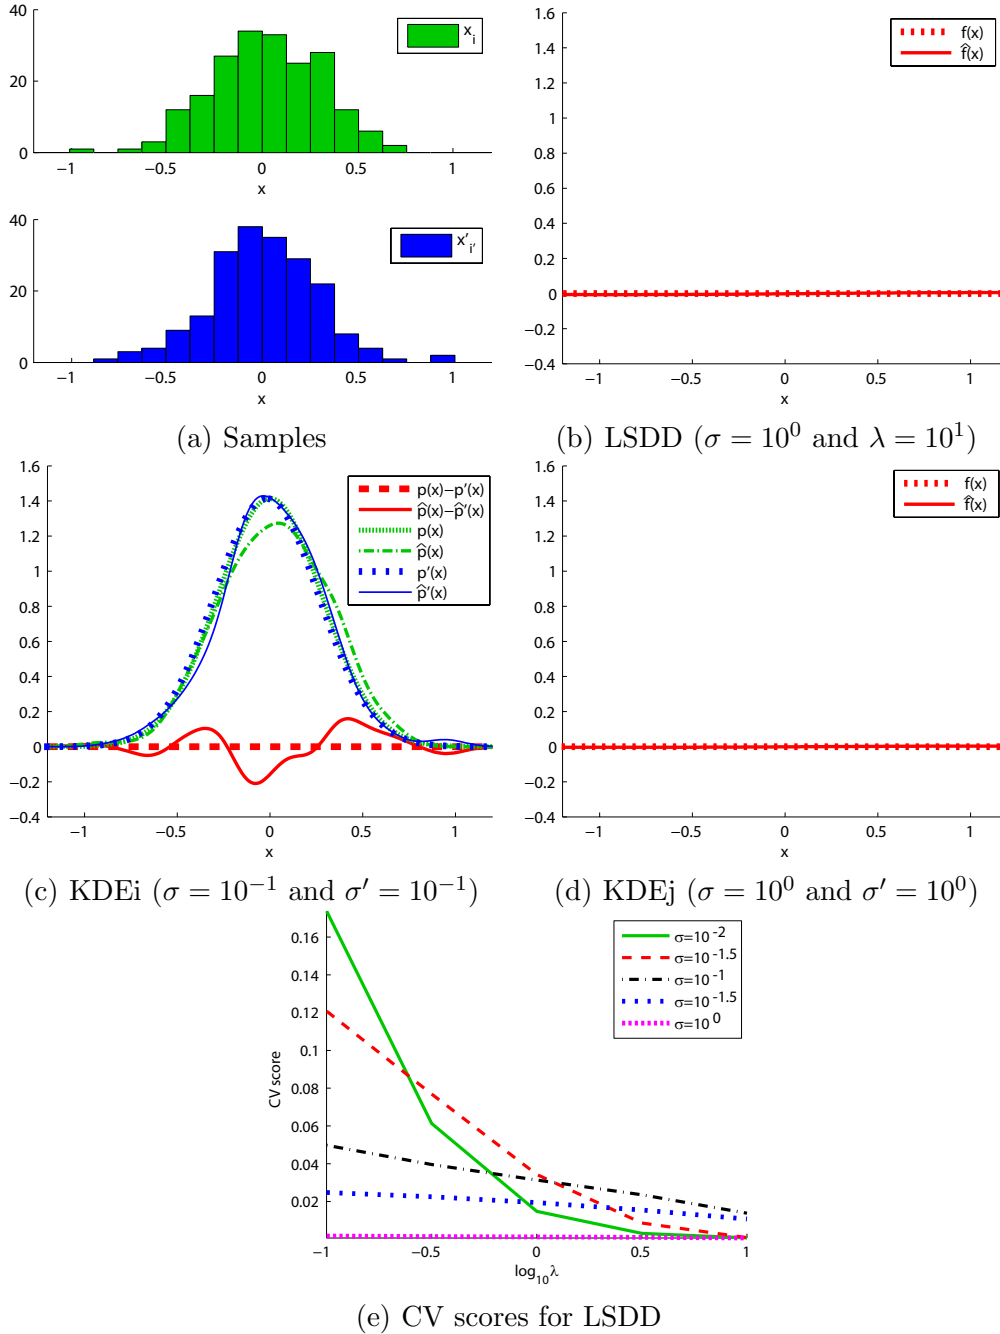 40
20
0
−1
−0.5
0
0.5
1
x
x_i
40
20
0
−1
−0.5
0
0.5
1
x
x'_{i'}
(a) Samples
1.6
1.4
1.2
1
0.8
0.6
0.4
0.2
0
−0.2
−0.4
−1
−0.5
0
0.5
1
x
f(x)
f̂(x)
(b) LSDD (σ = 10^0 and λ = 10^1)
1.6
1.4
1.2
1
0.8
0.6
0.4
0.2
0
−0.2
−0.4
−1
−0.5
0
0.5
1
x
p(x)−p'(x)
p̂(x)−p̂'(x)
p(x)
p̂(x)
p'(x)
p̂'(x)
(c) KDEi (σ = 10^{−1} and σ′ = 10^{−1})
1.6
1.4
1.2
1
0.8
0.6
0.4
0.2
0
−0.2
−0.4
−1
−0.5
0
0.5
1
x
f(x)
f̂(x)
(d) KDEj (σ = 10^0 and σ′ = 10^0)
0.16
0.14
0.12
0.1
0.08
0.06
0.04
0.02
CV score
−1
−0.5
0
0.5
1
log_{10}λ
σ=10^{-2}
σ=10^{-1.5}
σ=10^{-1}
σ=10^{-1.5}
σ=10^0
(e) CV scores for LSDD